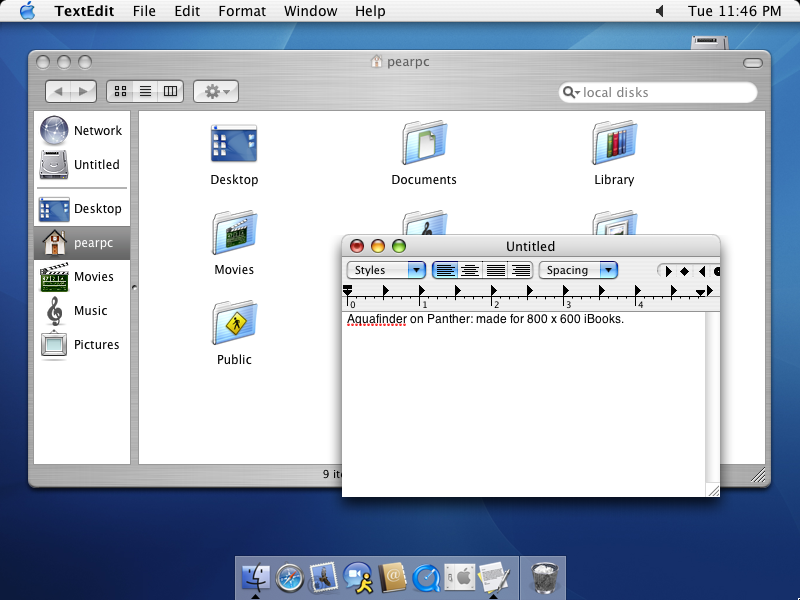 TextEdit File Edit Format Window Help Tue 11:46 PM
pearpc
local disks
Network
Untitled
Desktop
pearpc
Movies
Music
Pictures
Desktop Documents Library
Movies
Public
Untitled
Styles Spacing
0 1 2 3 4
Aquafinder on Panther: made for 800 x 600 iBooks.
9 ite